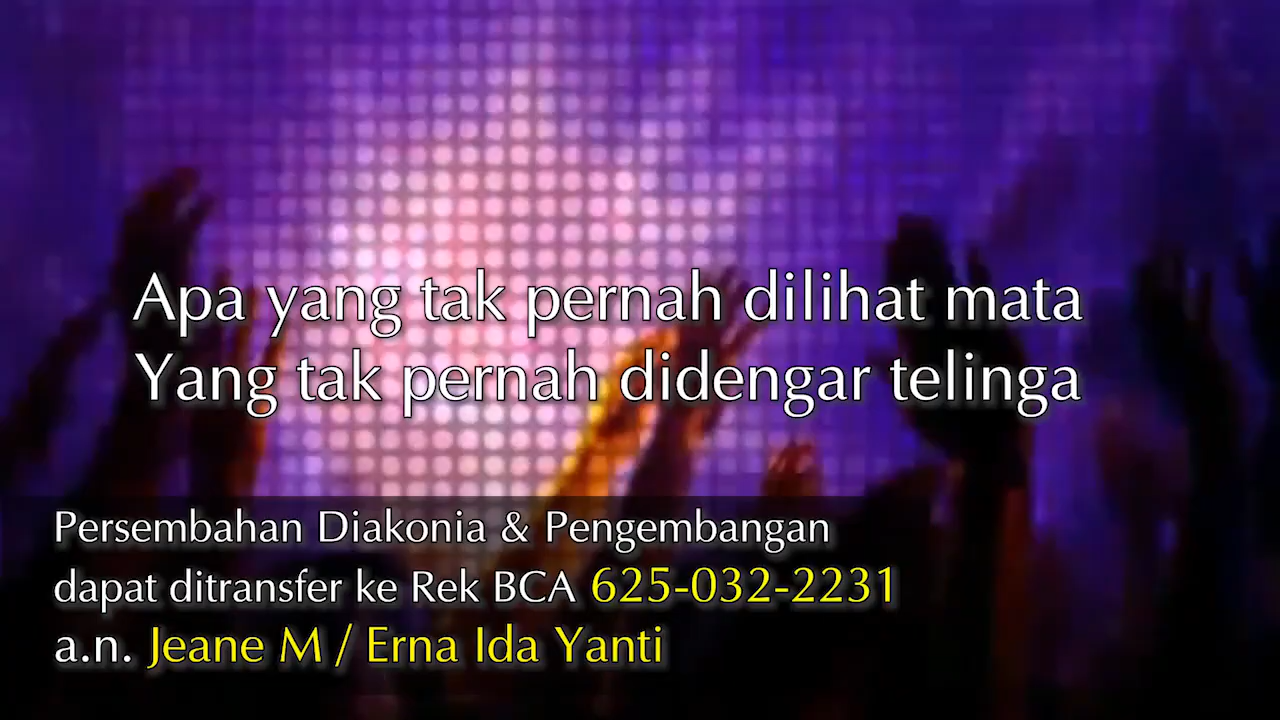 Apa yang tak pernah dilihat mata
Yang tak pernah didengar telinga
Persembahan Diakonia & Pengembangan
dapat ditransfer ke Rek BCA 625-032-2231
a.n. Jeane M / Erna Ida Yanti